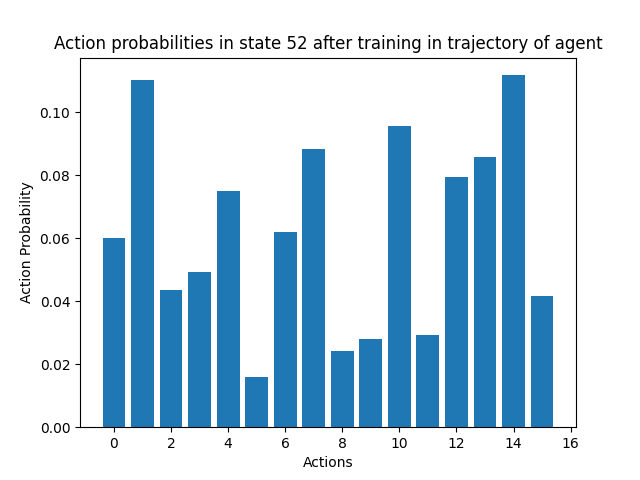 Action probabilities in state 52 after training in trajectory of agent
0.10
0.08
0.06
0.04
0.02
0.00
Action Probability
0 2 4 6 8 10 12 14 16
Actions